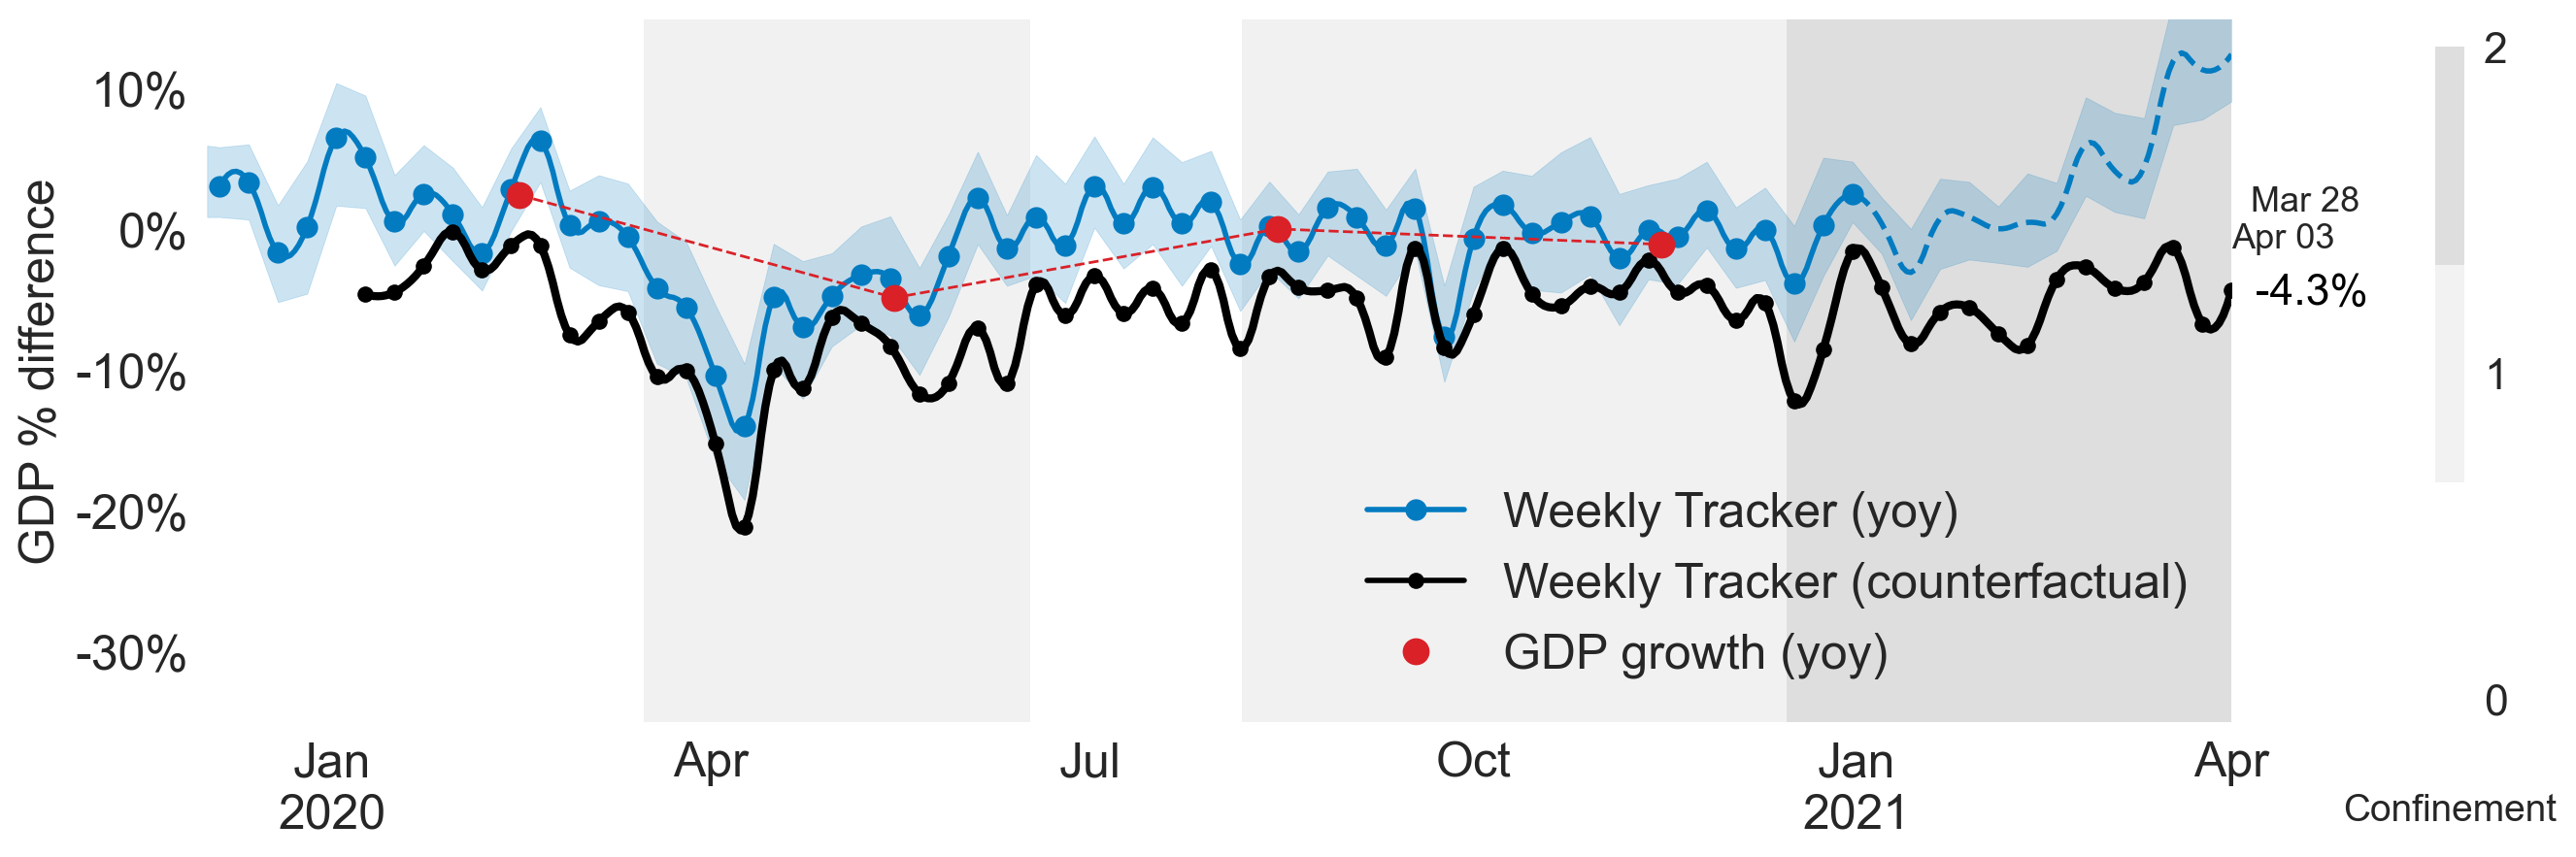 GDP % difference
10%
0%
-10%
-20%
-30%
Jan
2020
Apr
Jul
Oct
Jan
2021
Apr
Weekly Tracker (yoy)
Weekly Tracker (counterfactual)
GDP growth (yoy)
Mar 28
Apr 03
-4.3%
2
1
0
Confinement